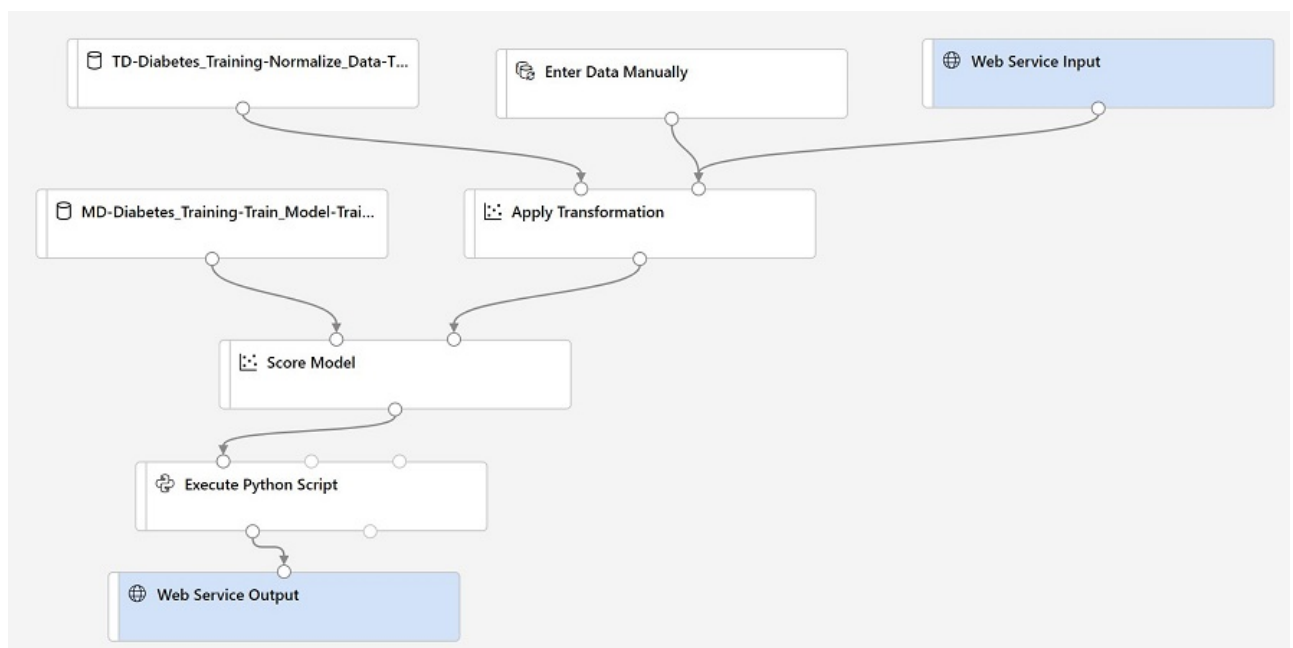 TD-Diabetes_Training-Normalize_Data-T...
Enter Data Manually
Web Service Input
MD-Diabetes_Training-Train_Model-Trai...
Apply Transformation
Score Model
Execute Python Script
Web Service Output